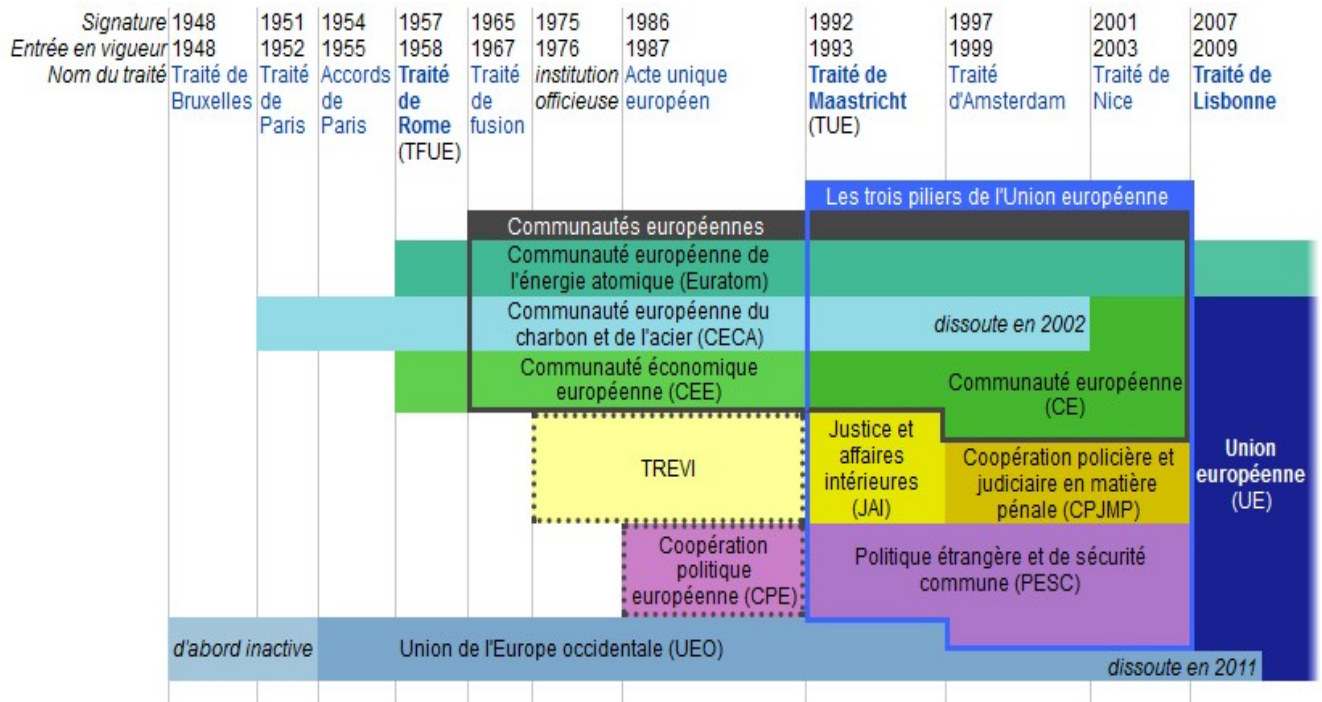 Signature 1948 1951 1954 1957 1965 1975 1986 1992 1997 2001 2007
Entrée en vigueur 1948 1952 1955 1958 1967 1976 1987 1993 1999 2003 2009
Nom du traité Traité de Traité Accords Traité Traité institution Acte unique Traité de Traité Traité de Traité de
Bruxelles de de de de officieuse européen Maastricht d'Amsterdam Nice Lisbonne
Paris Paris Rome fusion (TUE)
(TFUE)
Les trois piliers de l'Union européenne
Communautés européennes
Communauté européenne de
l'énergie atomique (Euratom)
Communauté européenne du
charbon et de l'acier (CECA)
dissoute en 2002
Communauté économique
européenne (CEE)
Communauté européenne
(CE)
TREVI
Justice et
affaires
intérieures
(JAI)
Coopération policière et
judiciaire en matière
pénale (CPJMP)
Union
européenne
(UE)
Coopération
politique
européenne (CPE)
Politique étrangère et de sécurité
commune (PESC)
d'abord inactive
Union de l'Europe occidentale (UEO)
dissoute en 2011